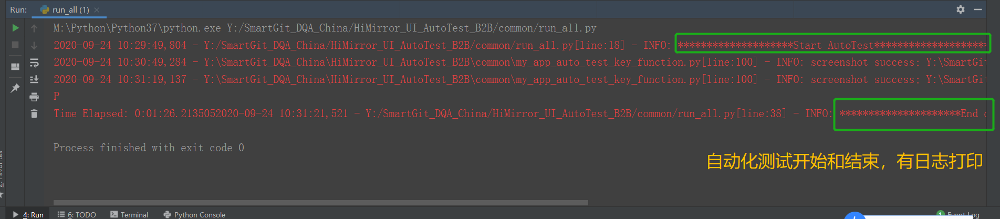 Run: run_all (1)
M:\Python\Python37\python.exe Y:/SmartGit_DQA_China/HiMirror_UI_AutoTest_B2B/common/run_all.py
2020-09-24 10:29:49,804 - Y:/SmartGit_DQA_China/HiMirror_UI_AutoTest_B2B/common/run_all.py[line:18] - INFO: ********************Start AutoTest********************
2020-09-24 10:30:49,284 - Y:\SmartGit_DQA_China\HiMirror_UI_AutoTest_B2B\common\my_app_auto_test_key_function.py[line:100] - INFO: screenshot success: Y:\SmartGit
2020-09-24 10:31:19,137 - Y:\SmartGit_DQA_China\HiMirror_UI_AutoTest_B2B\common\my_app_auto_test_key_function.py[line:100] - INFO: screenshot success: Y:\SmartGit
P
Time Elapsed: 0:01:26.2135052020-09-24 10:31:21,521 - Y:/SmartGit_DQA_China/HiMirror_UI_AutoTest_B2B/common/run_all.py[line:38] - INFO: *********************End
Process finished with exit code 0
自动化测试开始和结束，有日志打印
2: Favorites
4: Run 6: TODO Terminal Python Console 1 Event Log